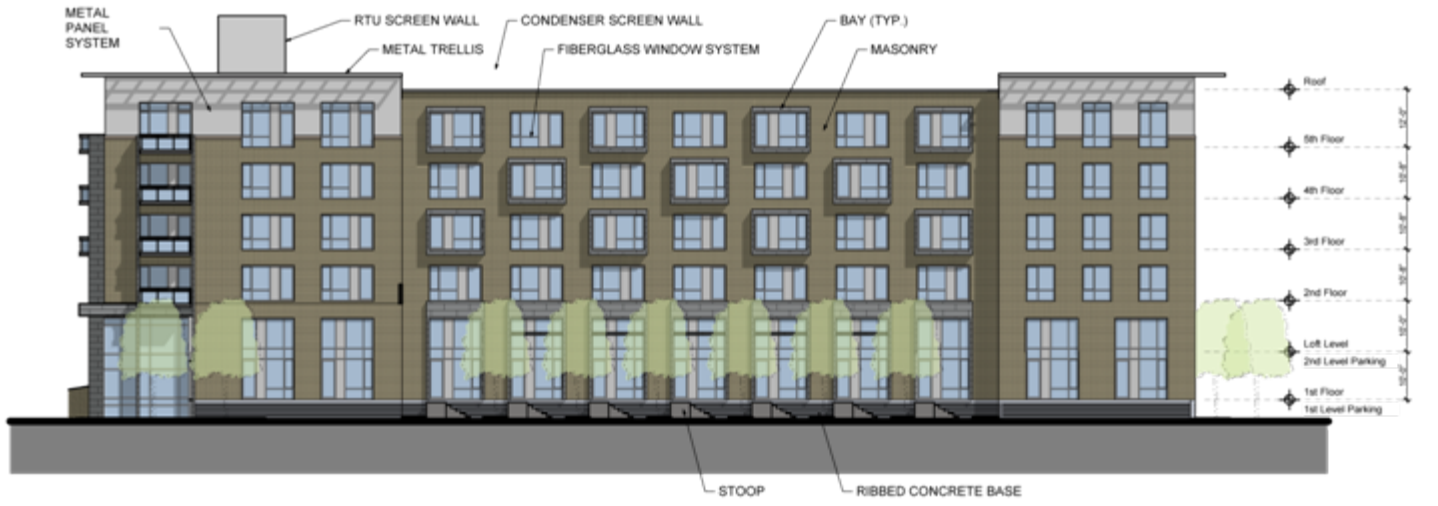 METAL
PANEL
SYSTEM
RTU SCREEN WALL
CONDENSER SCREEN WALL
BAY (TYP.)
METAL TRELLIS
FIBERGLASS WINDOW SYSTEM
MASONRY
Roof
5th Floor
4th Floor
3rd Floor
2nd Floor
Loft Level
2nd Level Parking
1st Floor
1st Level Parking
STOOP
RIBBED CONCRETE BASE